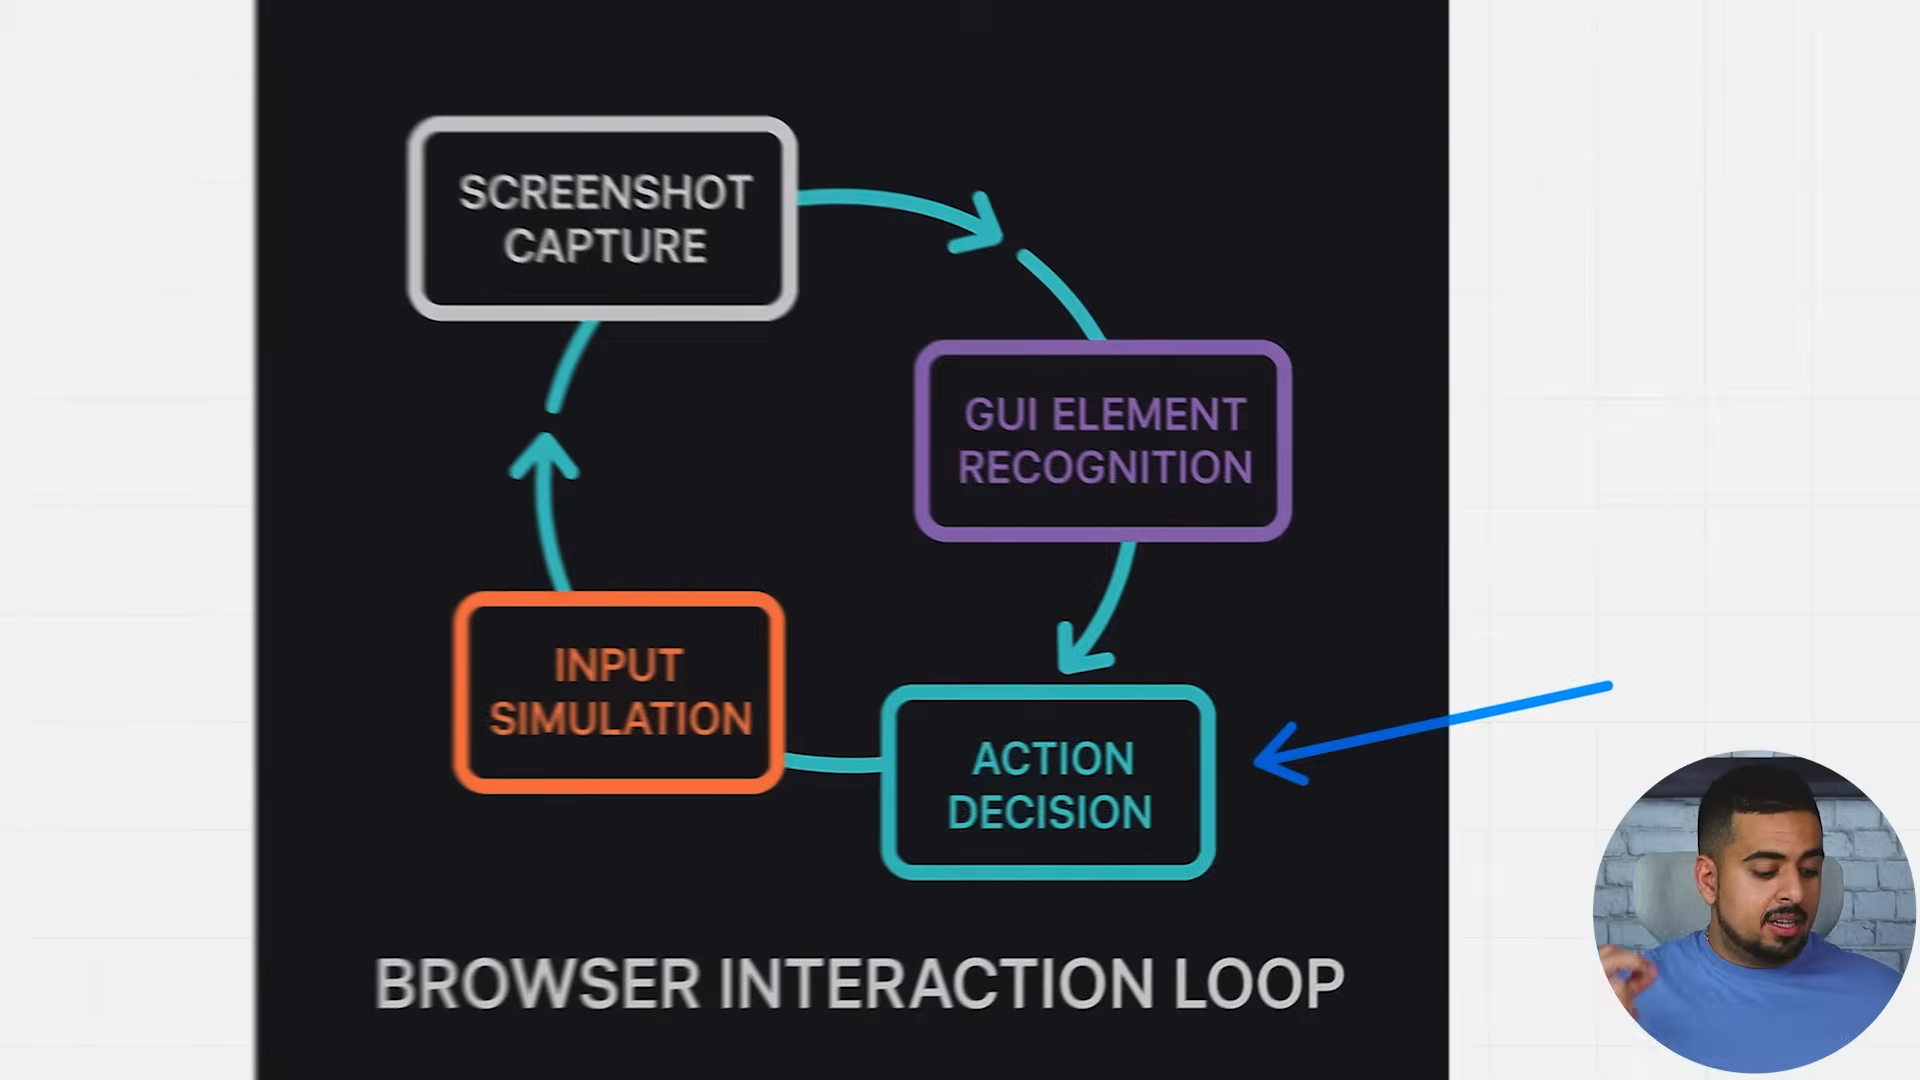 SCREENSHOT
CAPTURE
GUI ELEMENT
RECOGNITION
INPUT
SIMULATION
ACTION
DECISION
BROWSER INTERACTION LOOP